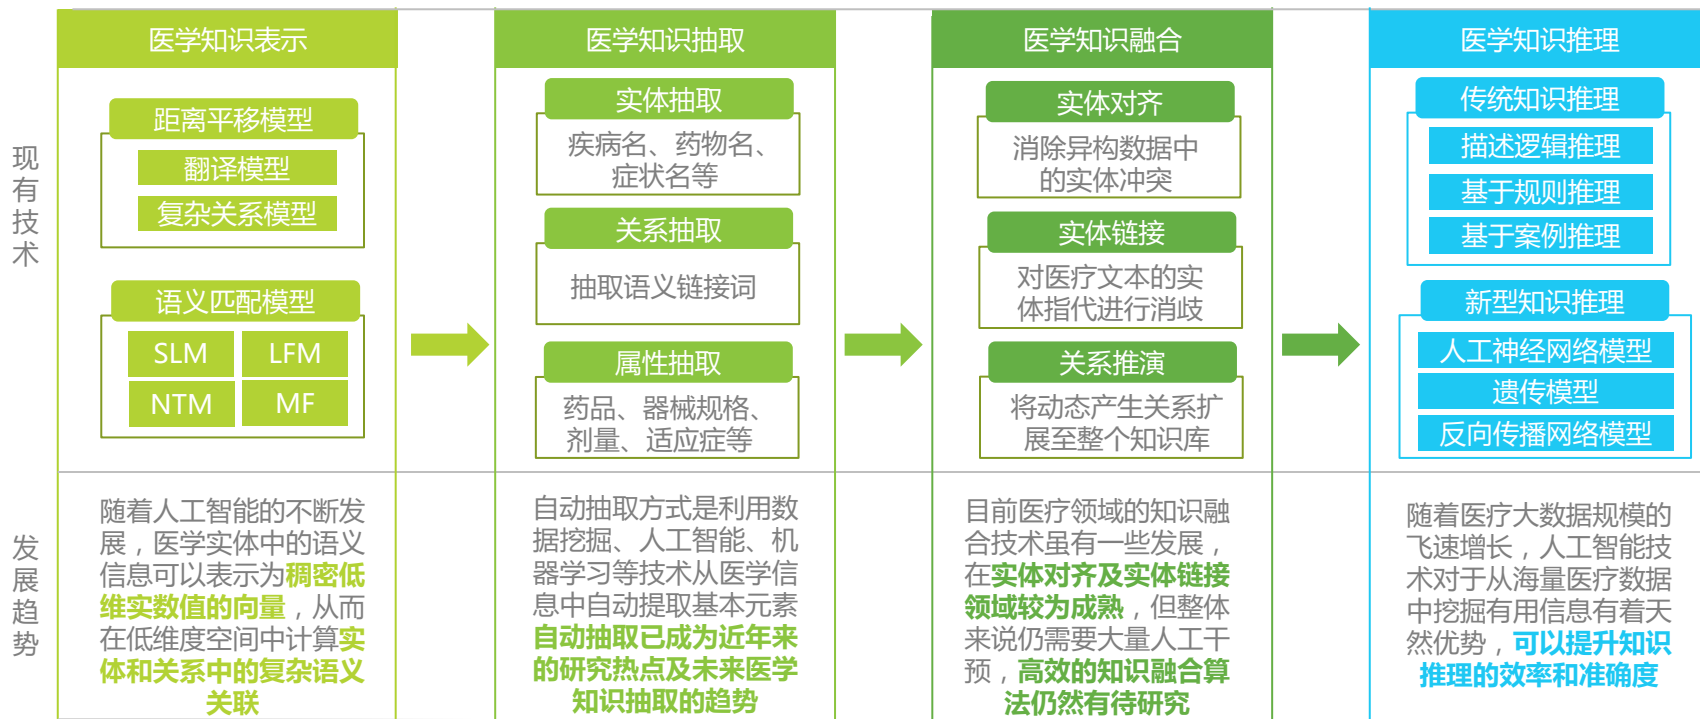 医学知识表示
医学知识抽取
医学知识融合
医学知识推理
现有技术
距离平移模型
翻译模型
复杂关系模型
语义匹配模型
SLM
LFM
NTM
MF
实体抽取
疾病名、药物名、
症状名等
关系抽取
抽取语义链接词
属性抽取
药品、器械规格、
剂量、适应症等
实体对齐
消除异构数据中
的实体冲突
实体链接
对医疗文本的实
体指代进行消歧
关系推演
将动态产生关系扩
展至整个知识库
传统知识推理
描述逻辑推理
基于规则推理
基于案例推理
新型知识推理
人工神经网络模型
遗传模型
反向传播网络模型
发展趋势
随着人工智能的不断发
展，医学实体中的语义
信息可以表示为稠密低
维实数值的向量，从而
在低维度空间中计算实
体和关系中的复杂语义
关联
自动抽取方式是利用数
据挖掘、人工智能、机
器学习等技术从医学信
息中自动提取基本元素
自动抽取已成为近年来
的研究热点及未来医学
知识抽取的趋势
目前医疗领域的知识融
合技术虽有一些发展，
在实体对齐及实体链接
领域较为成熟，但整体
来说仍需要大量人工干
预，高效的知识融合算
法仍然有待研究
随着医疗大数据规模的
飞速增长，人工智能技
术对于从海量医疗数据
中挖掘有用信息有着天
然优势，可以提升知识
推理的效率和准确度